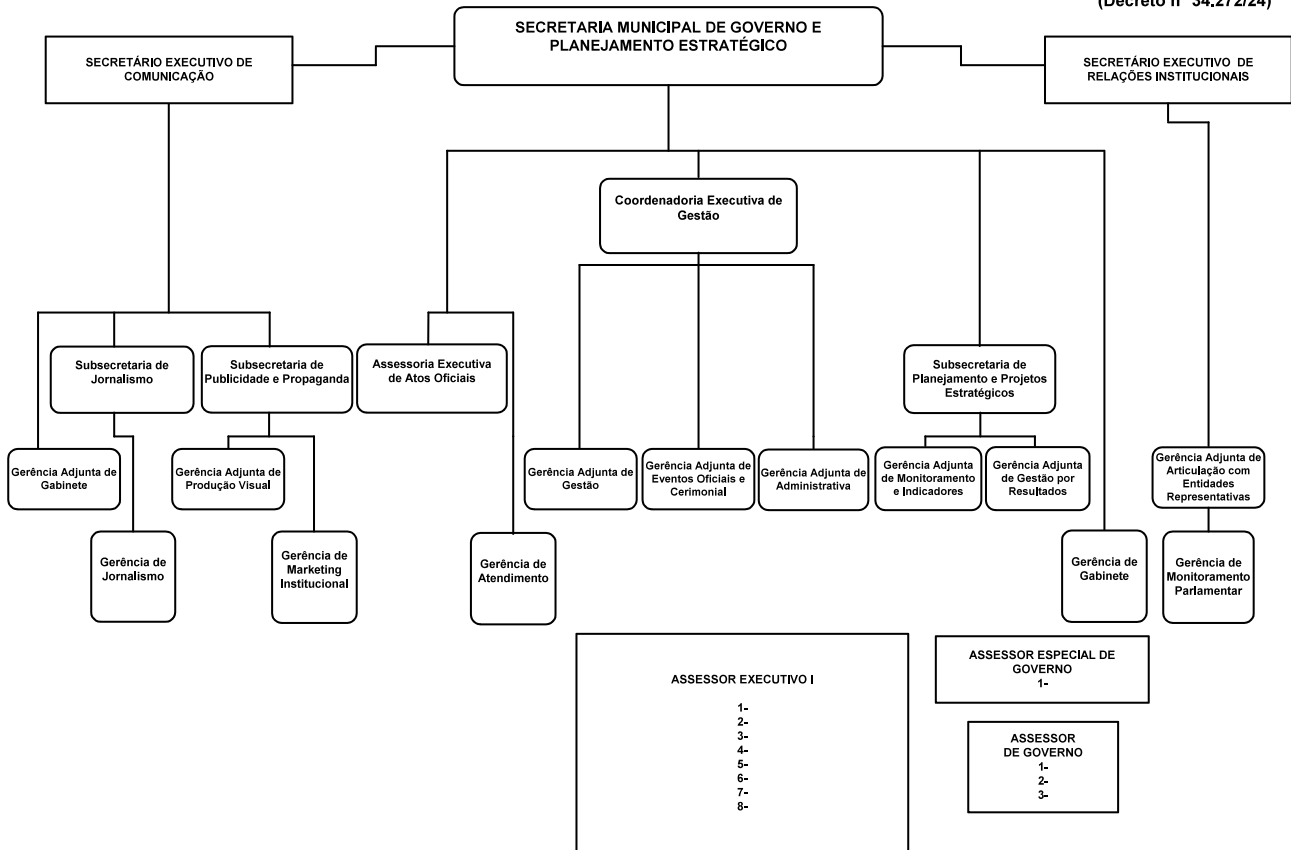 (Decreto nº 34.272/24)
SECRETARIA MUNICIPAL DE GOVERNO E
PLANEJAMENTO ESTRATÉGICO
SECRETÁRIO EXECUTIVO DE
COMUNICAÇÃO
SECRETÁRIO EXECUTIVO DE
RELAÇÕES INSTITUCIONAIS
Coordenadoria Executiva de
Gestão
Subsecretaria de
Jornalismo
Subsecretaria de
Publicidade e Propaganda
Assessoria Executiva
de Atos Oficiais
Subsecretaria de
Planejamento e Projetos
Estratégicos
Gerência Adjunta de
Gabinete
Gerência Adjunta de
Produção Visual
Gerência Adjunta de
Gestão
Gerência Adjunta de
Eventos Oficiais e
Cerimonial
Gerência Adjunta de
Administrativa
Gerência Adjunta
de Monitoramento
e Indicadores
Gerência Adjunta
de Gestão por
Resultados
Gerência Adjunta de
Articulação com
Entidades
Representativas
Gerência de
Jornalismo
Gerência de
Marketing
Institucional
Gerência de
Atendimento
Gerência de
Gabinete
Gerência de
Monitoramento
Parlamentar
ASSESSOR EXECUTIVO I
1-
2-
3-
4-
5-
6-
7-
8-
ASSESSOR ESPECIAL DE
GOVERNO
1-
ASSESSOR
DE GOVERNO
1-
2-
3-